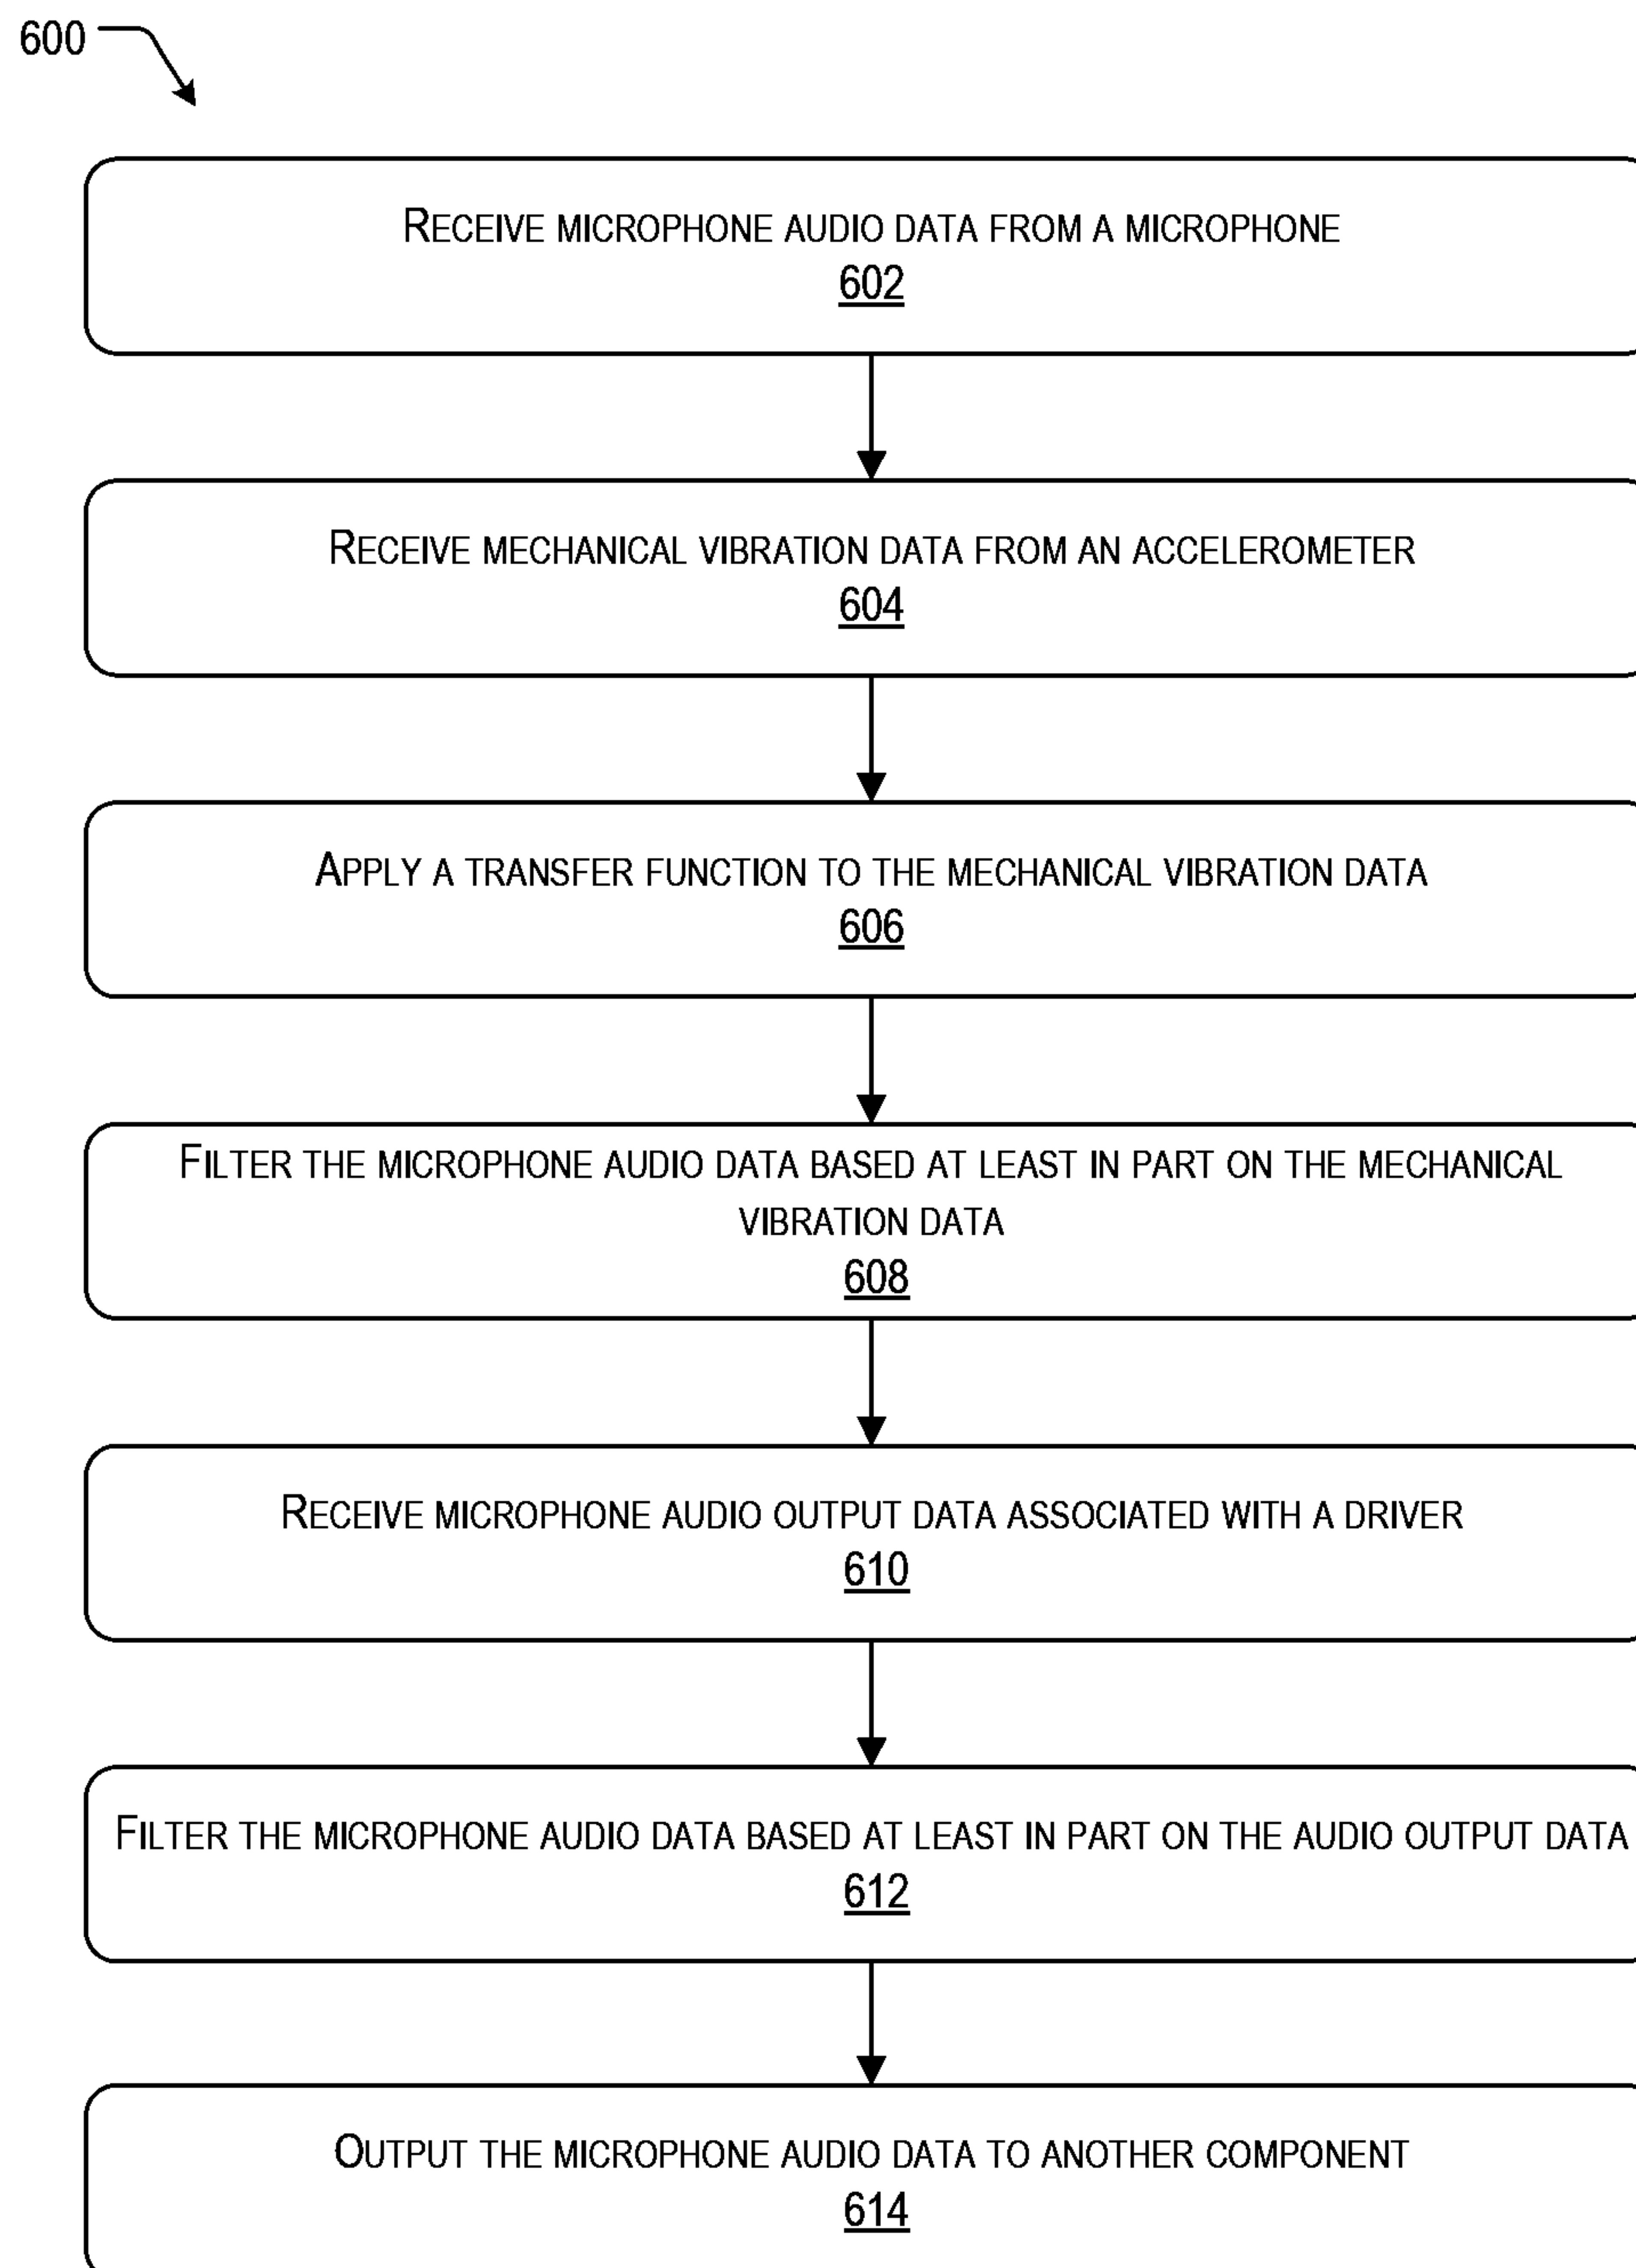 600
RECEIVE MICROPHONE AUDIO DATA FROM A MICROPHONE
602
RECEIVE MECHANICAL VIBRATION DATA FROM AN ACCELEROMETER
604
APPLY A TRANSFER FUNCTION TO THE MECHANICAL VIBRATION DATA
606
FILTER THE MICROPHONE AUDIO DATA BASED AT LEAST IN PART ON THE MECHANICAL
VIBRATION DATA
608
RECEIVE MICROPHONE AUDIO OUTPUT DATA ASSOCIATED WITH A DRIVER
610
FILTER THE MICROPHONE AUDIO DATA BASED AT LEAST IN PART ON THE AUDIO OUTPUT DATA
612
OUTPUT THE MICROPHONE AUDIO DATA TO ANOTHER COMPONENT
614